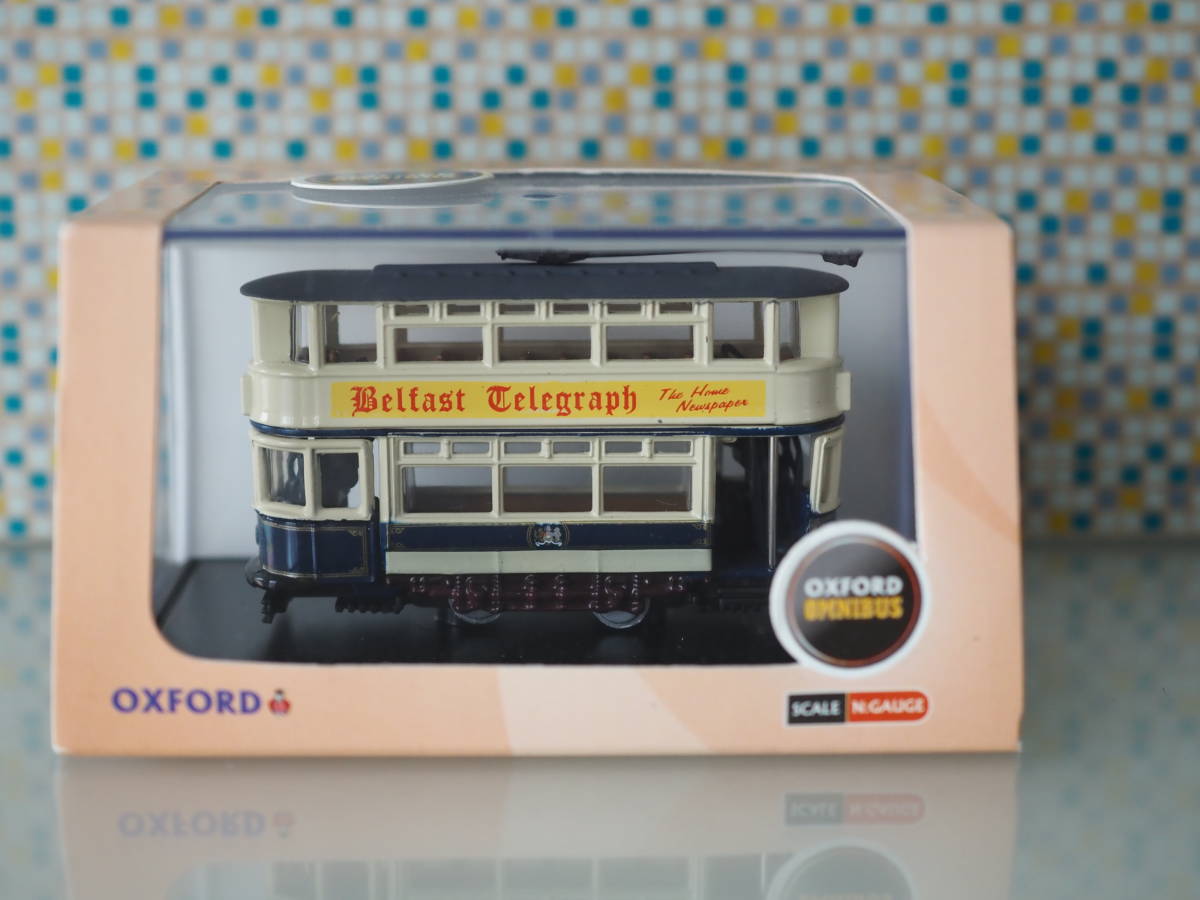 Belfast Telegraph
The Home
Newspaper
OXFORD
OMNIBUS
OXFORD
SCALE N:GAUGE